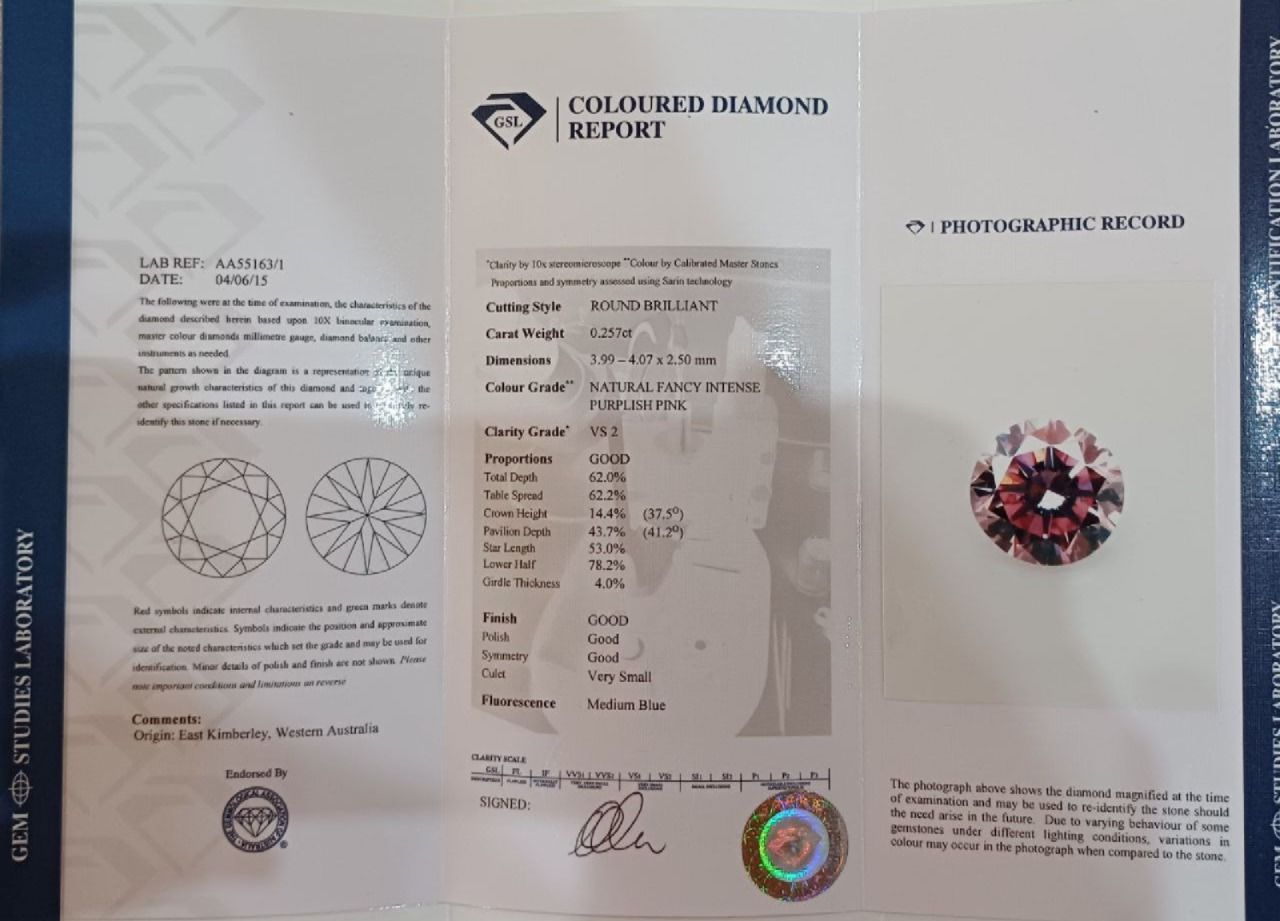 LAB REF: AA55163/1
DATE: 04/06/15
The following were at the time of examination, the characteristics of the
diamond described herein based upon 10X binocular examination,
master colour diamonds millimetre gauge, diamond balance and other
instruments as needed.
The pattern shown in the diagram is a representation of the unique
natural growth characteristics of this diamond and the
other specifications listed in this report can be used to re-
identify this stone if necessary.
Red symbols indicate internal characteristics and green marks denote
external characteristics. Symbols indicate the position and approximate
size of the noted characteristics which set the grade and may be used for
identification. Minor details of polish and finish are not shown. Please
note important conditions and limitations on reverse
Comments:
Origin: East Kimberley, Western Australia
Endorsed By
GEM STUDIES LABORATORY
GSL
COLOURED DIAMOND
REPORT
*Clarity by 10x stereomicroscope **Colour by Calibrated Master Stones
Proportions and symmetry assessed using Sarin technology
Cutting Style ROUND BRILLIANT
Carat Weight 0.257ct
Dimensions 3.99 – 4.07 x 2.50 mm
Colour Grade** NATURAL FANCY INTENSE
PURPLISH PINK
Clarity Grade* VS 2
Proportions GOOD
Total Depth 62.0%
Table Spread 62.2%
Crown Height 14.4% (37.5°)
Pavilion Depth 43.7% (41.2°)
Star Length 53.0%
Lower Half 78.2%
Girdle Thickness 4.0%
Finish GOOD
Polish Good
Symmetry Good
Culet Very Small
Fluorescence Medium Blue
CLARITY SCALE
GSL FL IF VVS1 VVS2 VS1 VS2 SI1 SI2 P1 P2 P3
SIGNED:
PHOTOGRAPHIC RECORD
The photograph above shows the diamond magnified at the time
of examination and may be used to re-identify the stone should
the need arise in the future. Due to varying behaviour of some
gemstones under different lighting conditions, variations in
colour may occur in the photograph when compared to the stone.